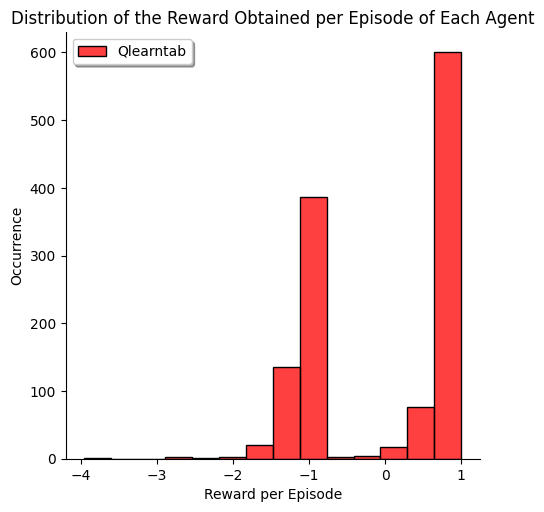 Distribution of the Reward Obtained per Episode of Each Agent
Qlearntab
600
500
400
300
200
100
0
Occurrence
−4 −3 −2 −1 0 1
Reward per Episode